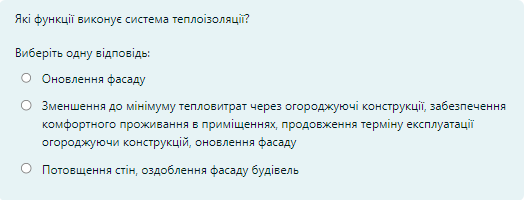 Які функції виконує система теплоізоляції?
Виберіть одну відповідь:
Оновлення фасаду
Зменшення до мінімуму тепловитрат через огороджуючі конструкції, забезпечення
комфортного проживання в приміщеннях, продовження терміну експлуатації
огороджуючи конструкцій, оновлення фасаду
Потовщення стін, оздоблення фасаду будівель